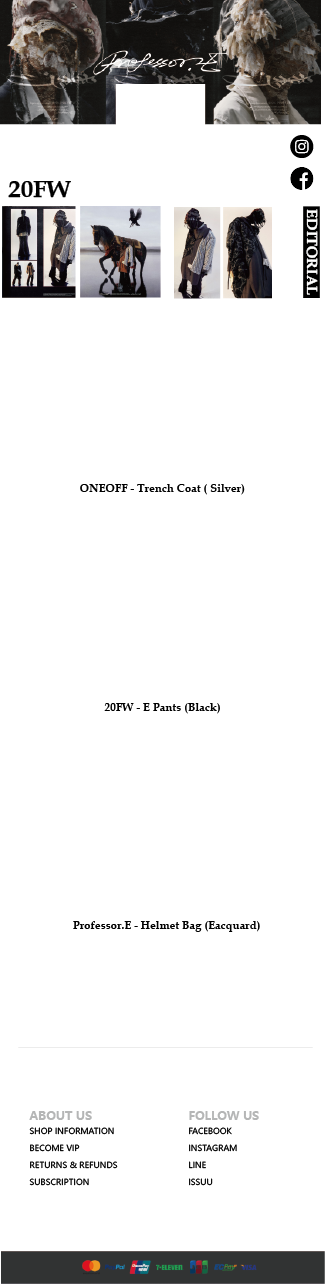 Professor.E
20FW
EDITORIAL
ONEOFF - Trench Coat ( Silver)
20FW - E Pants (Black)
Professor.E - Helmet Bag (Eacquard)
ABOUT US
SHOP INFORMATION
BECOME VIP
RETURNS & REFUNDS
SUBSCRIPTION
FOLLOW US
FACEBOOK
INSTAGRAM
LINE
ISSUU
7-ELEVEN